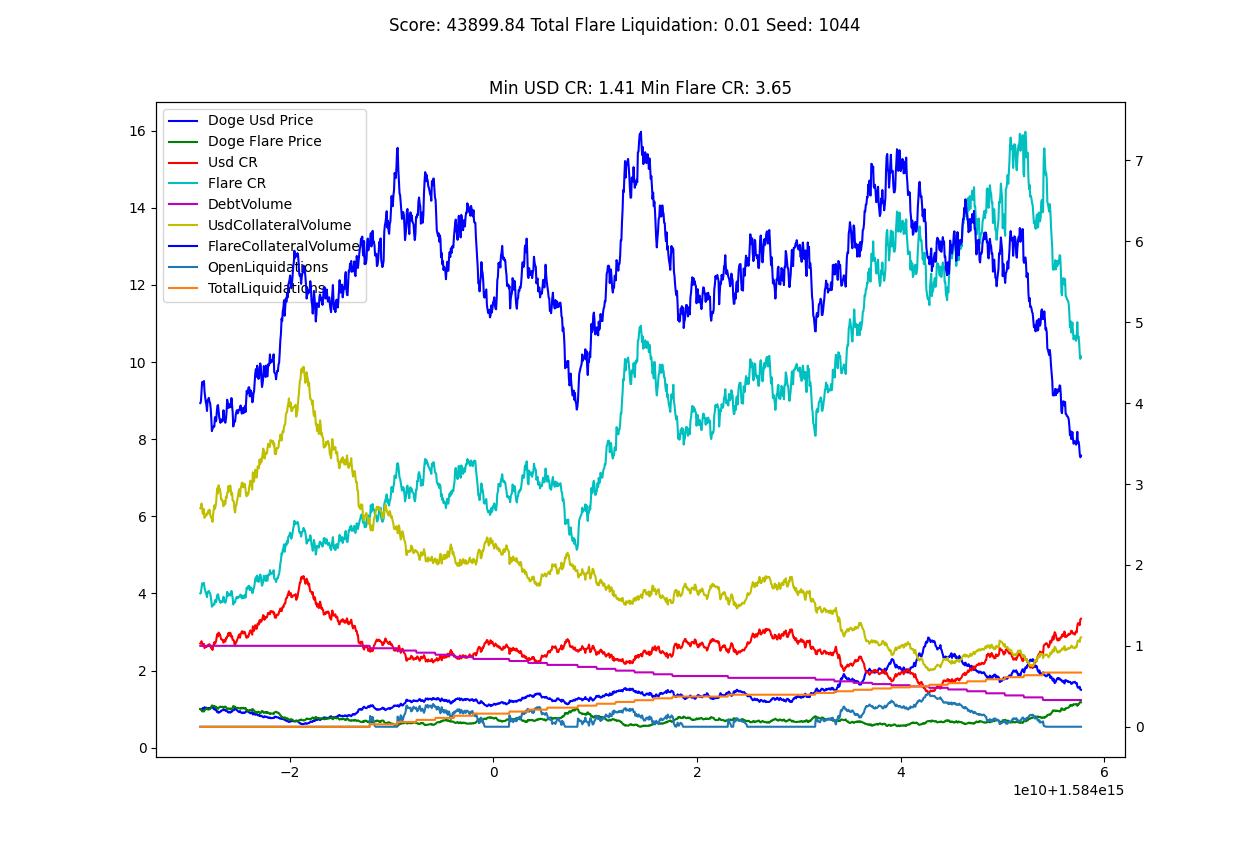 Score: 43899.84 Total Flare Liquidation: 0.01 Seed: 1044
Min USD CR: 1.41 Min Flare CR: 3.65
Doge Usd Price
Doge Flare Price
Usd CR
Flare CR
DebtVolume
UsdCollateralVolume
FlareCollateralVolume
OpenLiquidations
TotalLiquidations
16
14
12
10
8
6
4
2
0
7
6
5
4
3
2
1
0
−2 0 2 4 6
1e10+1.584e15